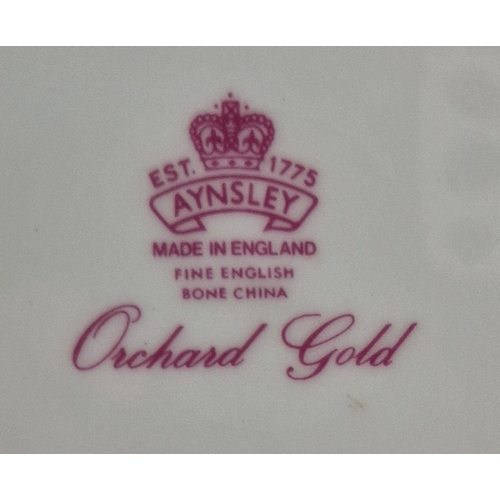 EST. 1775
AYNSLEY
MADE IN ENGLAND
FINE ENGLISH
BONE CHINA
Orchard Gold